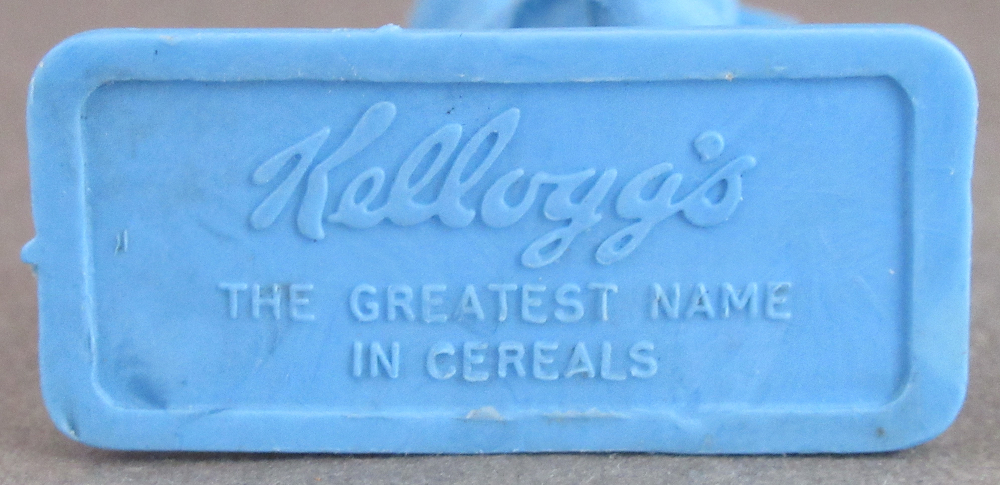 Kellogg's
THE GREATEST NAME
IN CEREALS